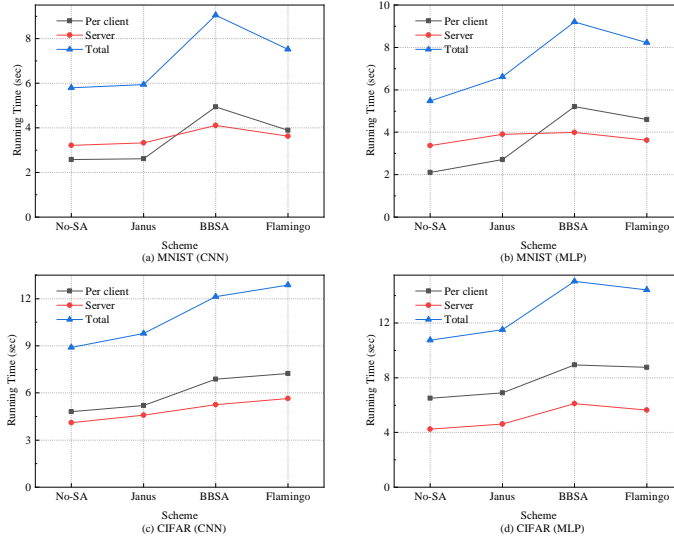 Per client
Server
Total
8
6
4
2
0
Running Time (sec)
No-SA Janus BBSA Flamingo
Scheme
(a) MNIST (CNN)
Per client
Server
Total
10
8
6
4
2
0
Running Time (sec)
No-SA Janus BBSA Flamingo
Scheme
(b) MNIST (MLP)
Per client
Server
Total
12
9
6
3
0
Running Time (sec)
No-SA Janus BBSA Flamingo
Scheme
(c) CIFAR (CNN)
Per client
Server
Total
12
8
4
0
Running Time (sec)
No-SA Janus BBSA Flamingo
Scheme
(d) CIFAR (MLP)